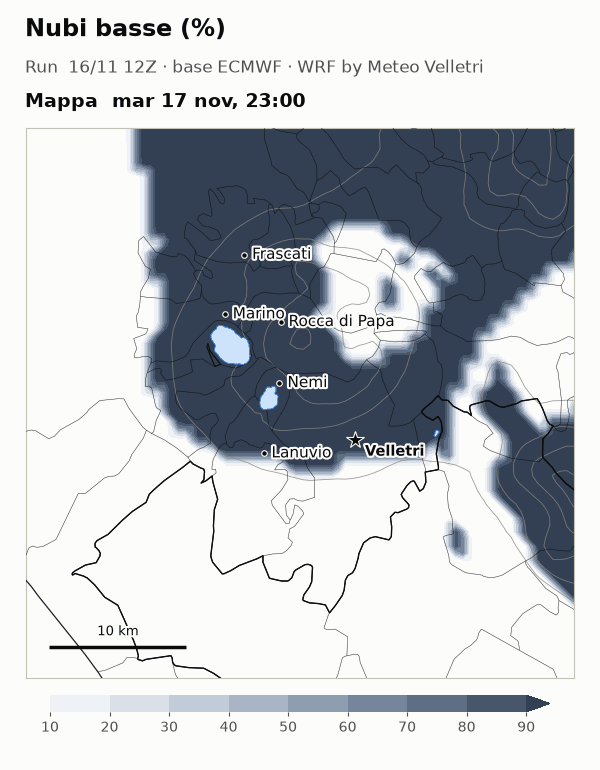 Nubi basse (%)
Run  16/11 12Z · base ECMWF · WRF by Meteo Velletri
Mappa  mar 17 nov, 23:00
Frascati
Marino
Rocca di Papa
Nemi
Velletri
Lanuvio
10 km
10 20 30 40 50 60 70 80 90